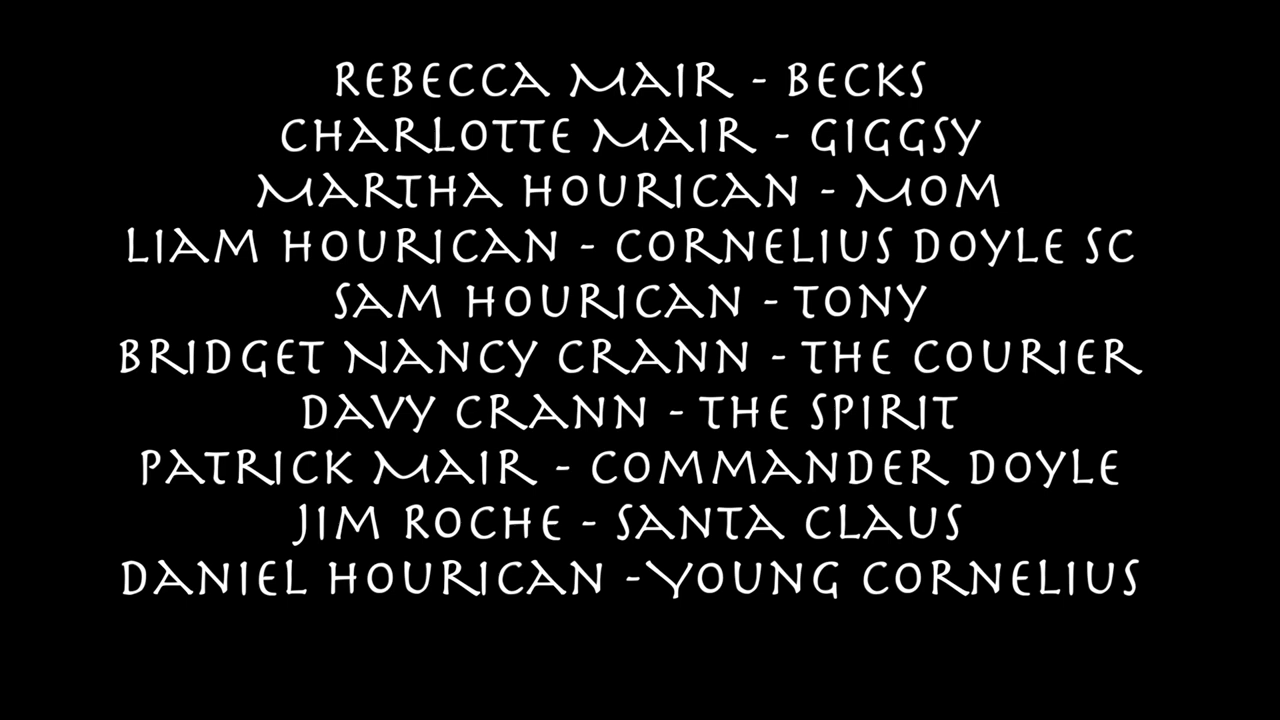 Rebecca Mair - Becks
Charlotte Mair - Giggsy
Martha Hourican - Mom
Liam Hourican - Cornelius Doyle SC
Sam Hourican - Tony
Bridget Nancy Crann - The Courier
Davy Crann - The Spirit
Patrick Mair - Commander Doyle
Jim Roche - Santa Claus
Daniel Hourican - Young Cornelius